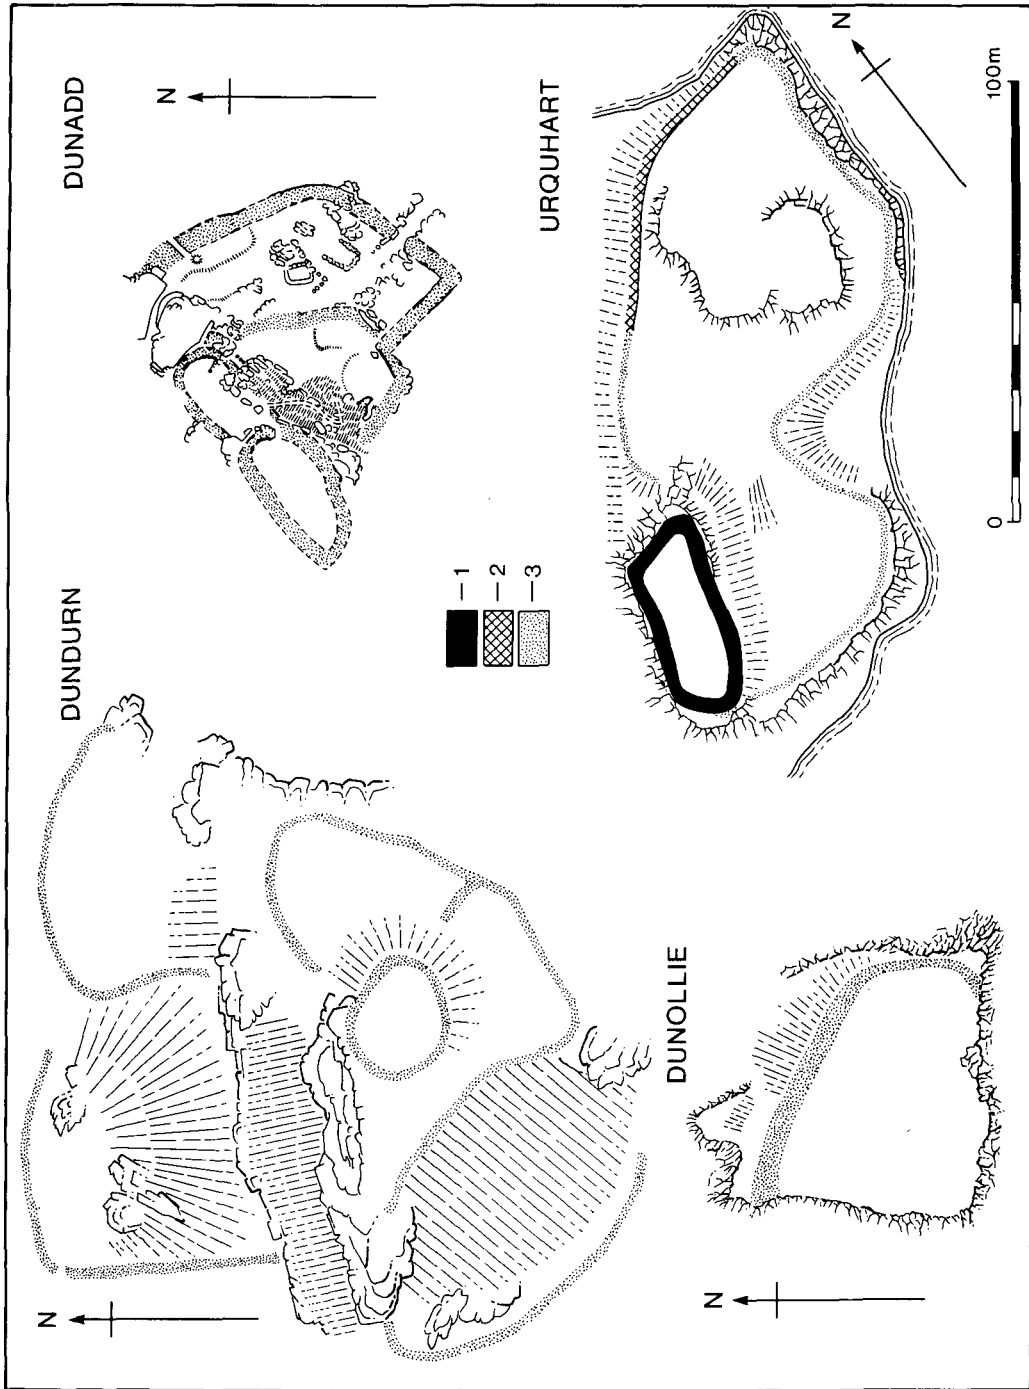 DUNDURN
N
DUNADD
N
— 1
— 2
— 3
DUNOLLIE
N
URQUHART
N
0 100m